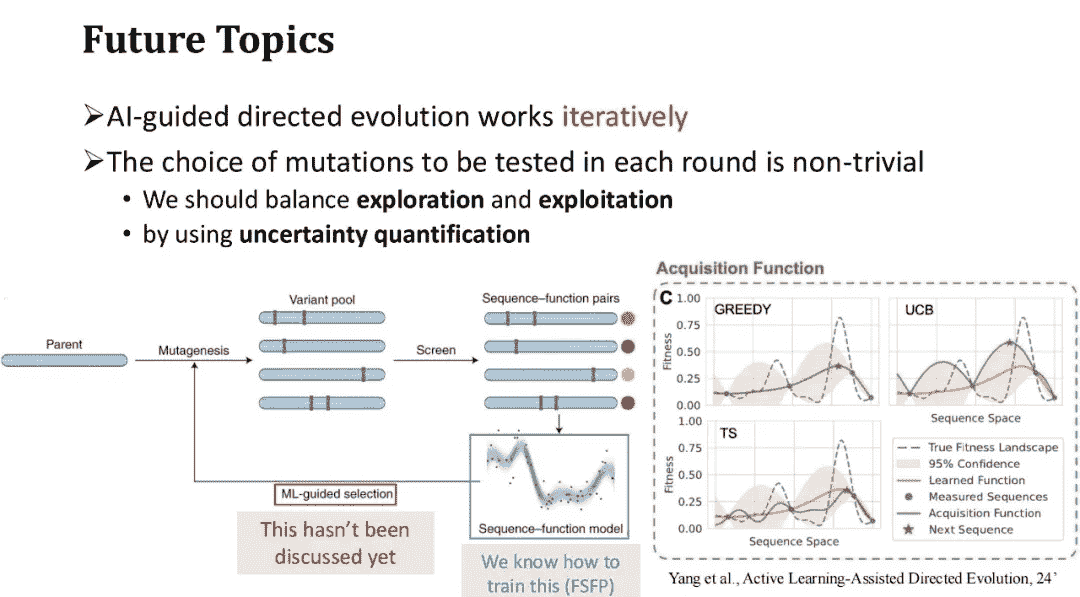 Future Topics
➢AI-guided directed evolution works iteratively
➢The choice of mutations to be tested in each round is non-trivial
• We should balance exploration and exploitation
• by using uncertainty quantification
Parent
Mutagenesis
Variant pool
Screen
Sequence–function pairs
ML-guided selection
Sequence–function model
This hasn't been
discussed yet
We know how to
train this (FSFP)
Acquisition Function
C
1.00
0.75
0.50
0.25
0.00
Fitness
GREEDY
UCB
Sequence Space
1.00
0.75
0.50
0.25
0.00
Fitness
TS
Sequence Space
True Fitness Landscape
95% Confidence
Learned Function
Measured Sequences
Acquisition Function
Next Sequence
Yang et al., Active Learning-Assisted Directed Evolution, 24’